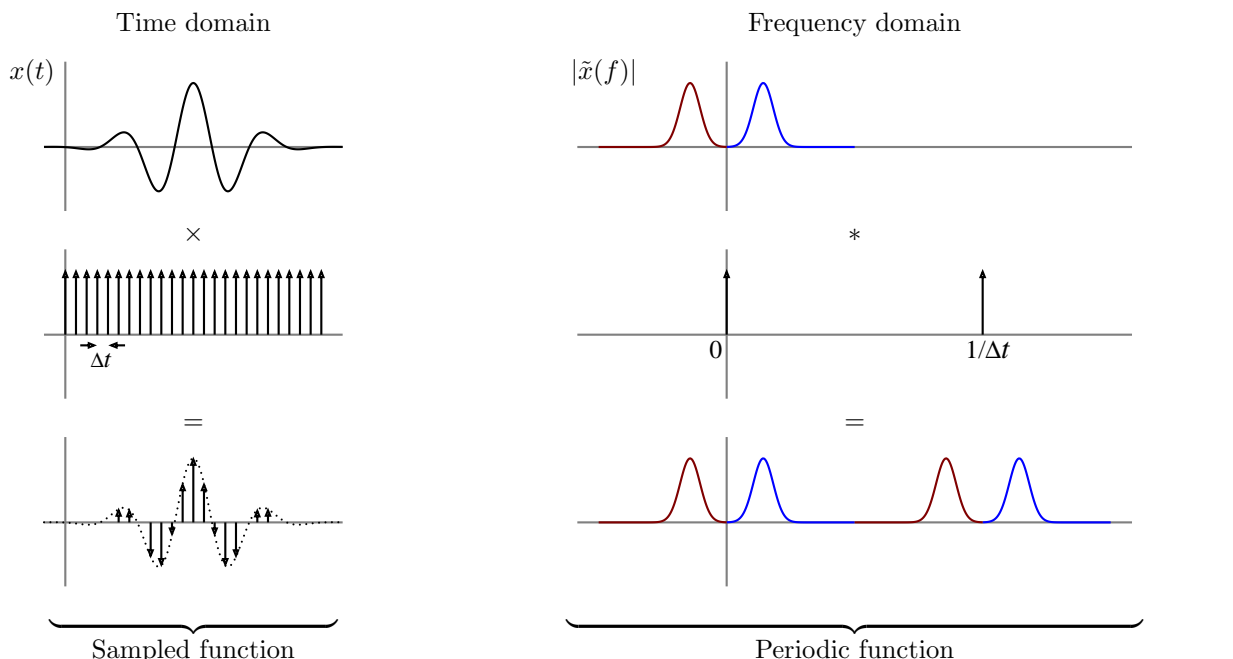 Time domain
Frequency domain
x(t)
|x̃(f)|
×
*
Δt
0
1/Δt
=
=
Sampled function
Periodic function